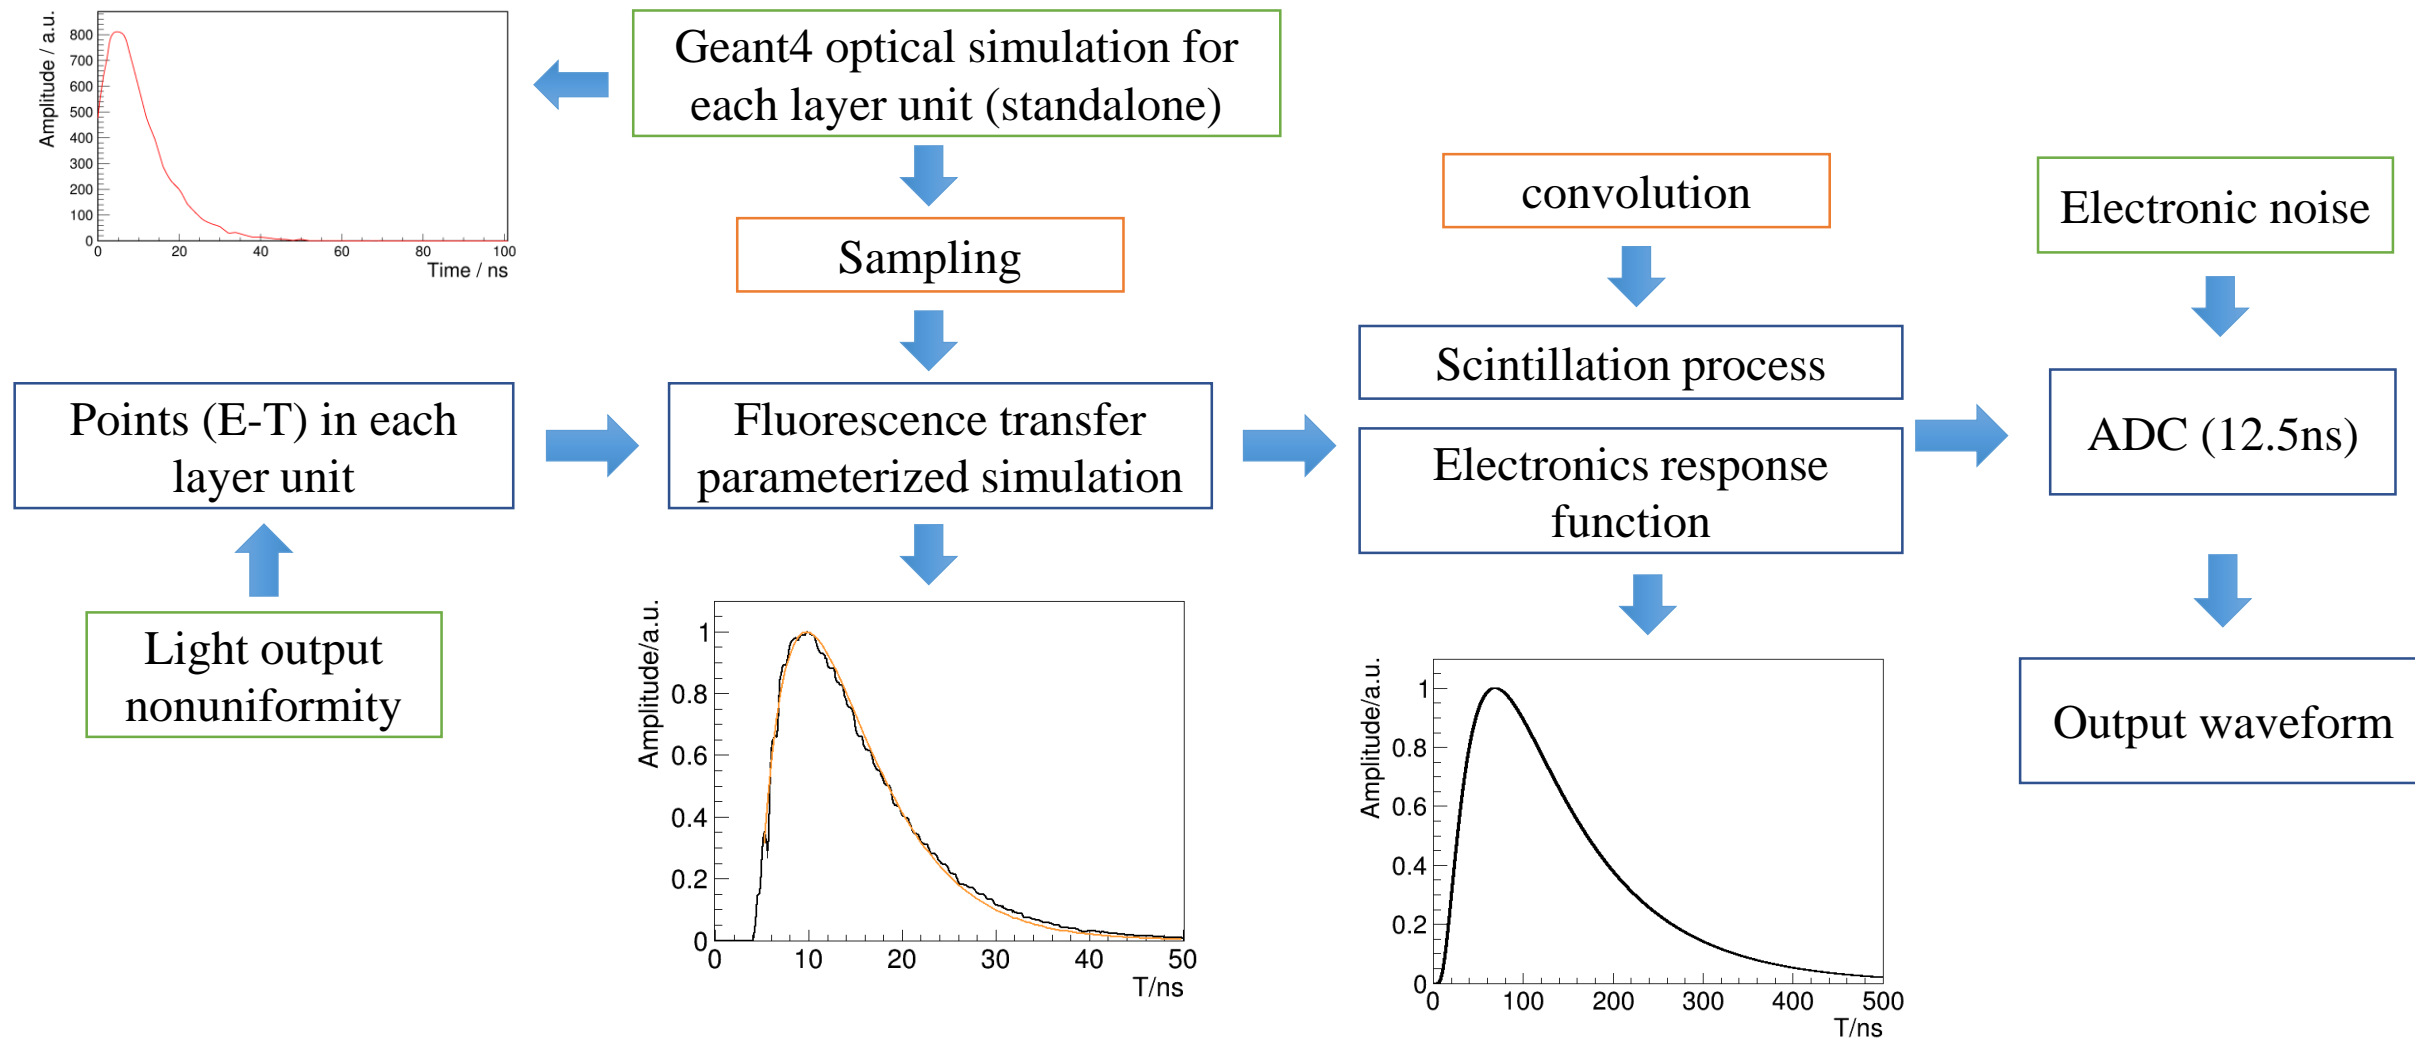 Amplitude / a.u.
800
700
600
500
400
300
200
100
0
0 20 40 60 80 100
Time / ns
Geant4 optical simulation for
each layer unit (standalone)
Sampling
convolution
Electronic noise
Points (E-T) in each
layer unit
Fluorescence transfer
parameterized simulation
Scintillation process
Electronics response
function
ADC (12.5ns)
Light output
nonuniformity
Amplitude/a.u.
1
0.8
0.6
0.4
0.2
0
0 10 20 30 40 50
T/ns
Amplitude/a.u.
1
0.8
0.6
0.4
0.2
0
0 100 200 300 400 500
T/ns
Output waveform